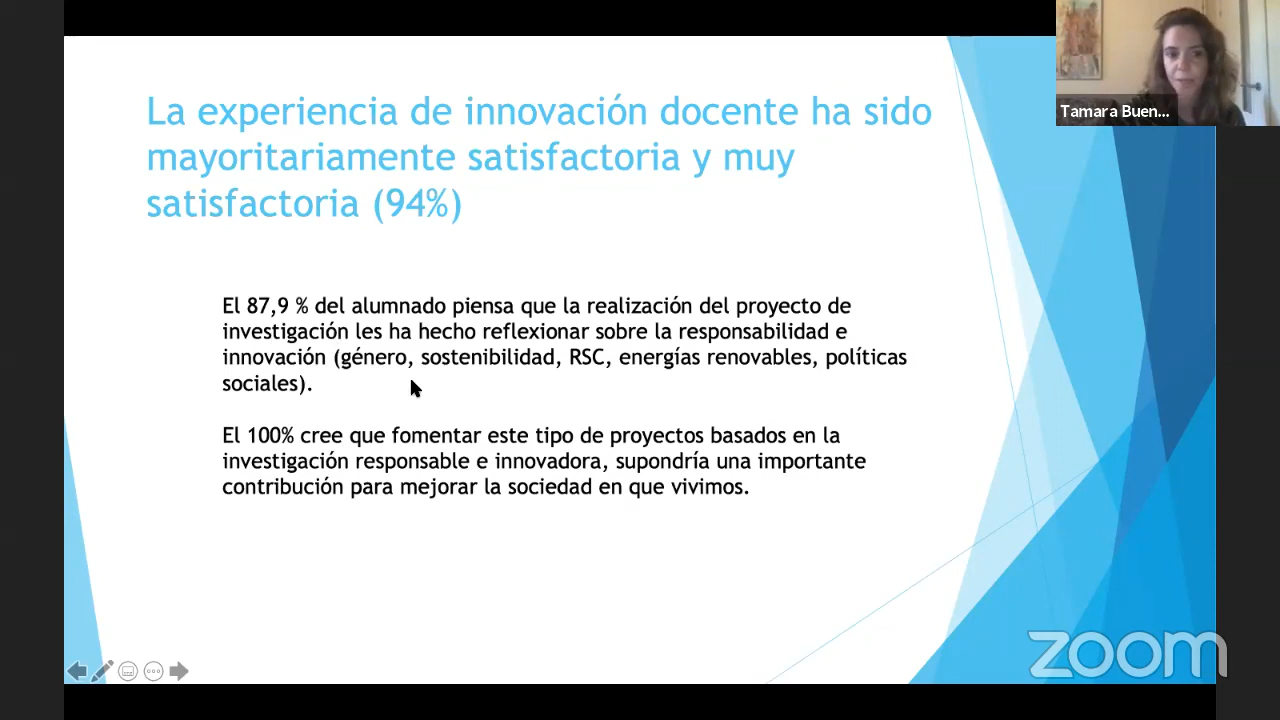 La experiencia de innovación docente ha sido
mayoritariamente satisfactoria y muy
satisfactoria (94%)
El 87,9 % del alumnado piensa que la realización del proyecto de
investigación les ha hecho reflexionar sobre la responsabilidad e
innovación (género, sostenibilidad, RSC, energías renovables, políticas
sociales).
El 100% cree que fomentar este tipo de proyectos basados en la
investigación responsable e innovadora, supondría una importante
contribución para mejorar la sociedad en que vivimos.
Tamara Buen...
zoom